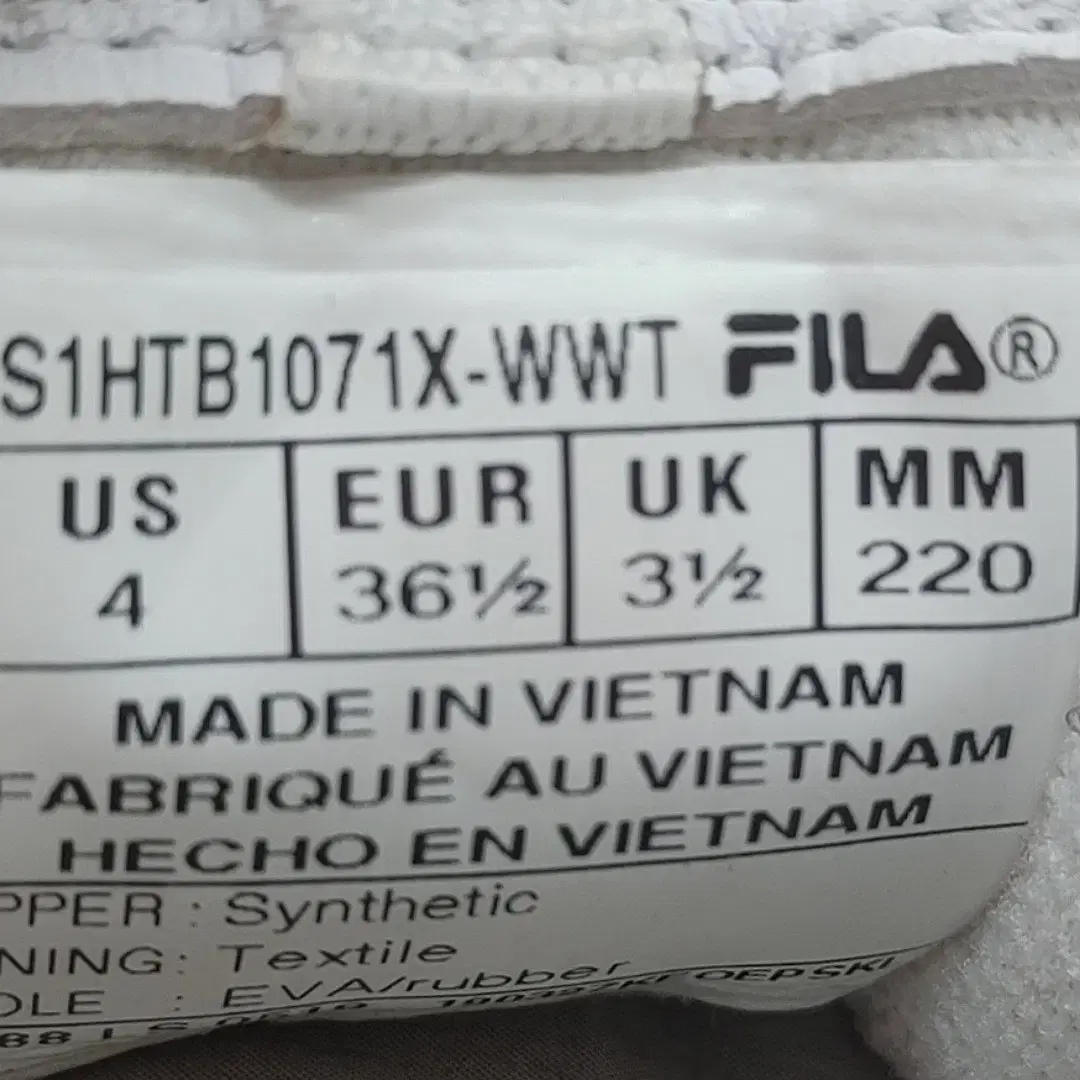 S1HTB1071X-WWT FILA®
US EUR UK MM
4 36½ 3½ 220
MADE IN VIETNAM
FABRIQUÉ AU VIETNAM
HECHO EN VIETNAM
PPER : Synthetic
NING: Textile
OLE : EVA/rubber